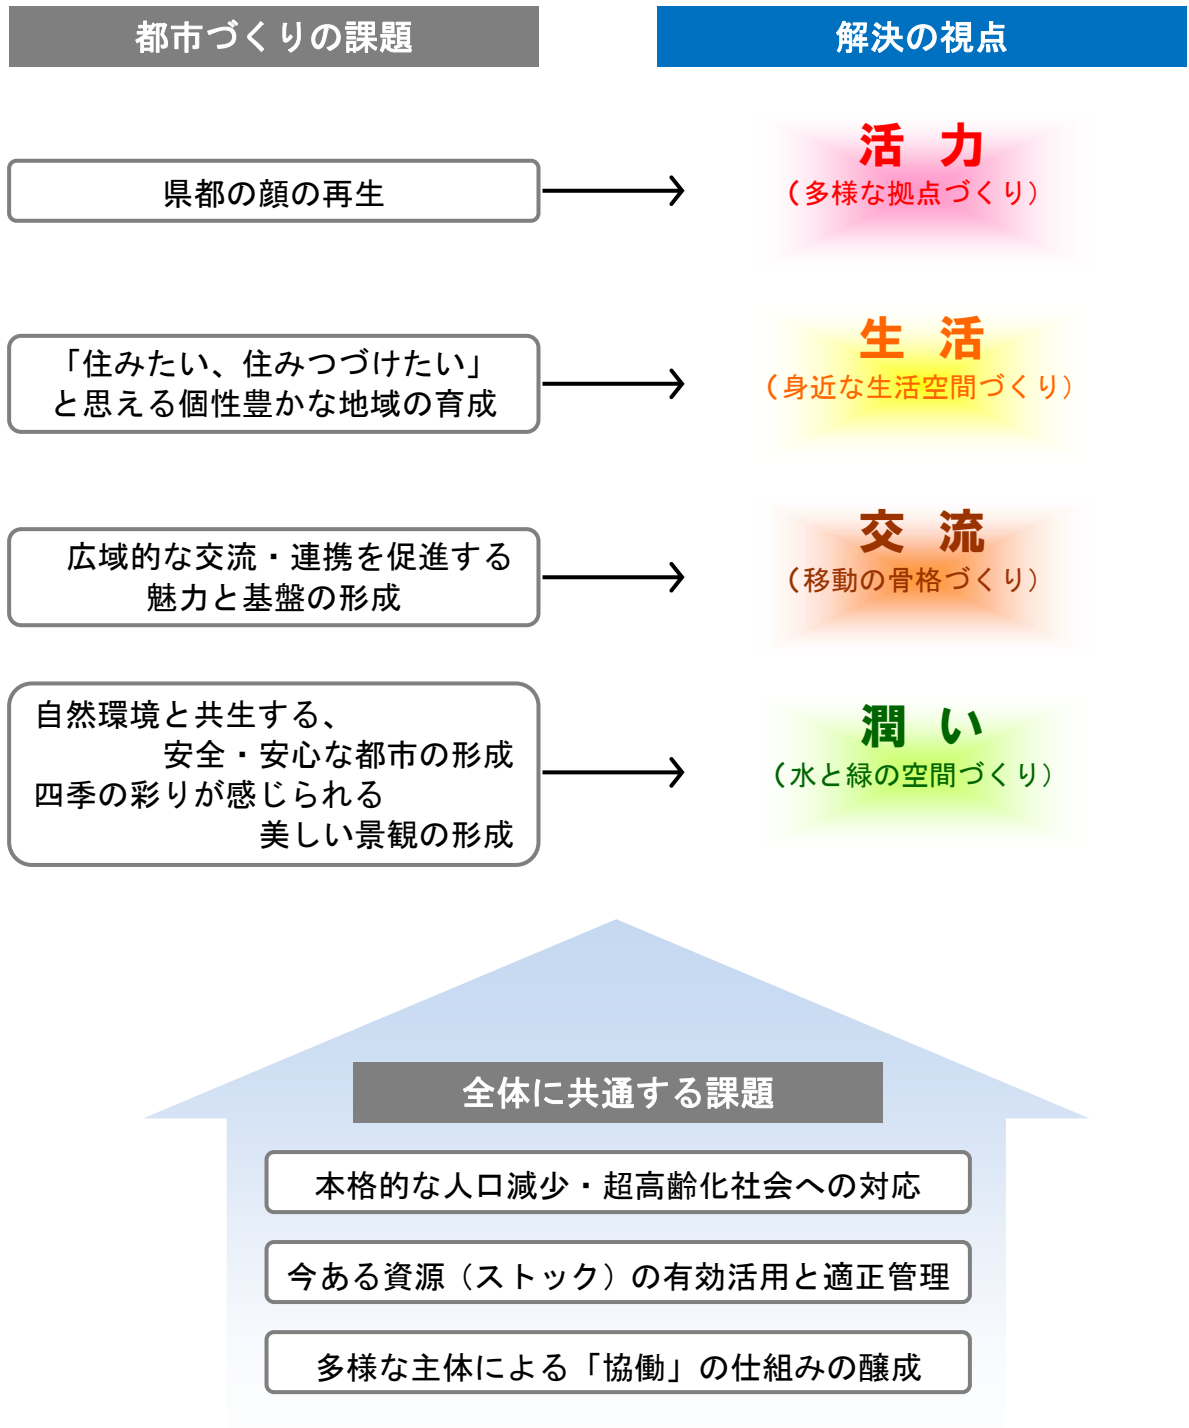 都市づくりの課題
解決の視点
県都の顔の再生
活 力
（多様な拠点づくり）
「住みたい、住みつづけたい」
と思える個性豊かな地域の育成
生 活
（身近な生活空間づくり）
広域的な交流・連携を促進する
魅力と基盤の形成
交 流
（移動の骨格づくり）
自然環境と共生する、
安全・安心な都市の形成
四季の彩りが感じられる
美しい景観の形成
潤 い
（水と緑の空間づくり）
全体に共通する課題
本格的な人口減少・超高齢化社会への対応
今ある資源（ストック）の有効活用と適正管理
多様な主体による「協働」の仕組みの醸成